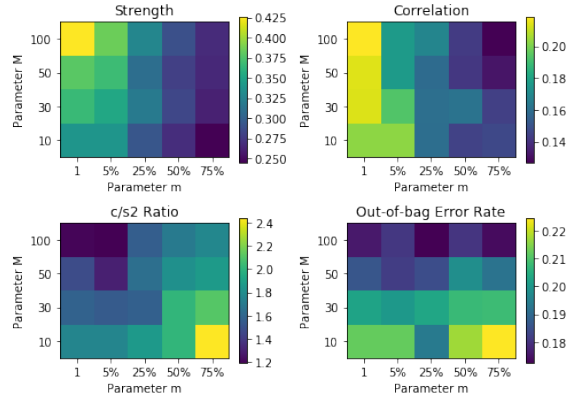 Strength
Correlation
Parameter M
100
50
30
10
1 5% 25% 50% 75%
Parameter m
0.425
0.400
0.375
0.350
0.325
0.300
0.275
0.250
Parameter M
100
50
30
10
1 5% 25% 50% 75%
Parameter m
0.20
0.18
0.16
0.14
c/s2 Ratio
Out-of-bag Error Rate
Parameter M
100
50
30
10
1 5% 25% 50% 75%
Parameter m
2.4
2.2
2.0
1.8
1.6
1.4
1.2
Parameter M
100
50
30
10
1 5% 25% 50% 75%
Parameter m
0.22
0.21
0.20
0.19
0.18